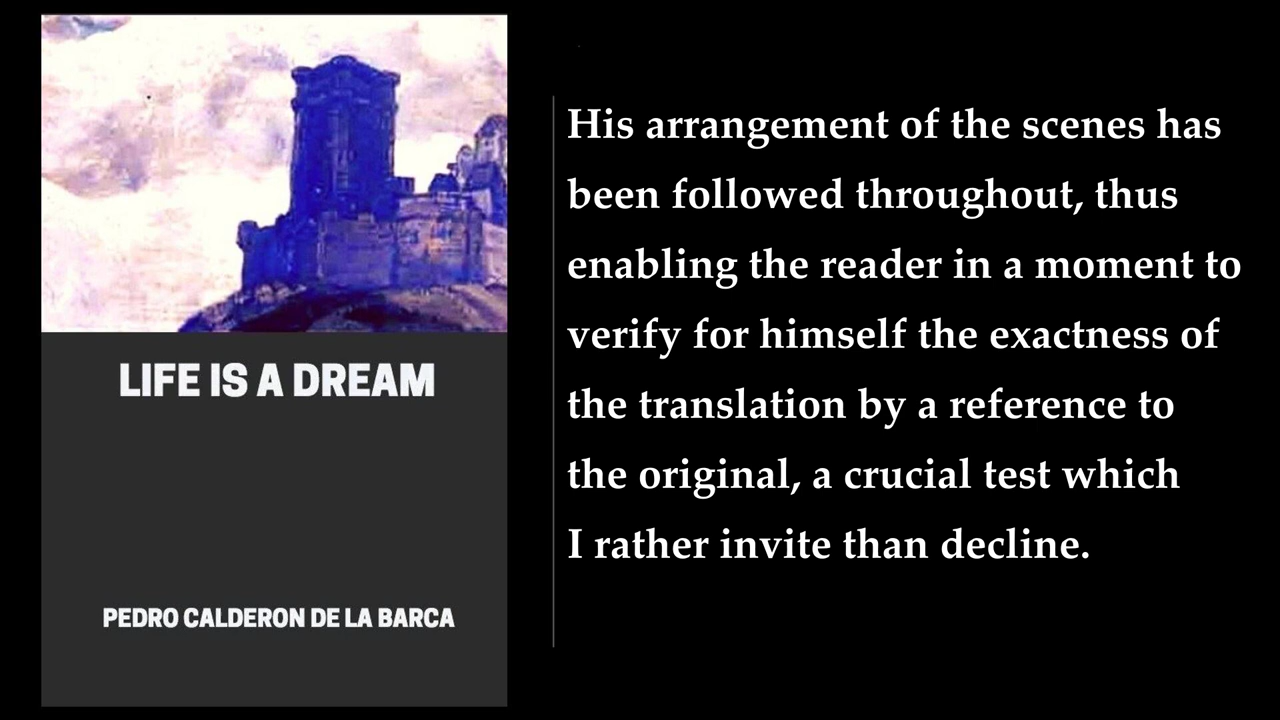 LIFE IS A DREAM
PEDRO CALDERON DE LA BARCA
His arrangement of the scenes has
been followed throughout, thus
enabling the reader in a moment to
verify for himself the exactness of
the translation by a reference to
the original, a crucial test which
I rather invite than decline.